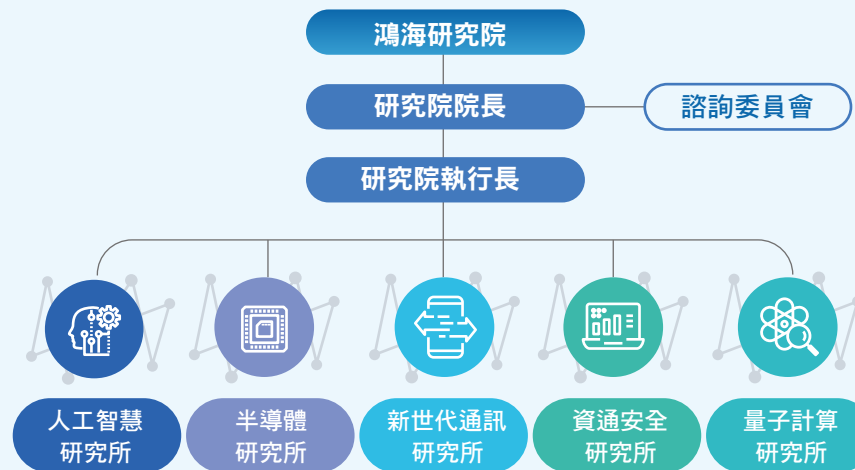 鴻海研究院
研究院院長
諮詢委員會
研究院執行長
人工智慧
研究所
半導體
研究所
新世代通訊
研究所
資通安全
研究所
量子計算
研究所